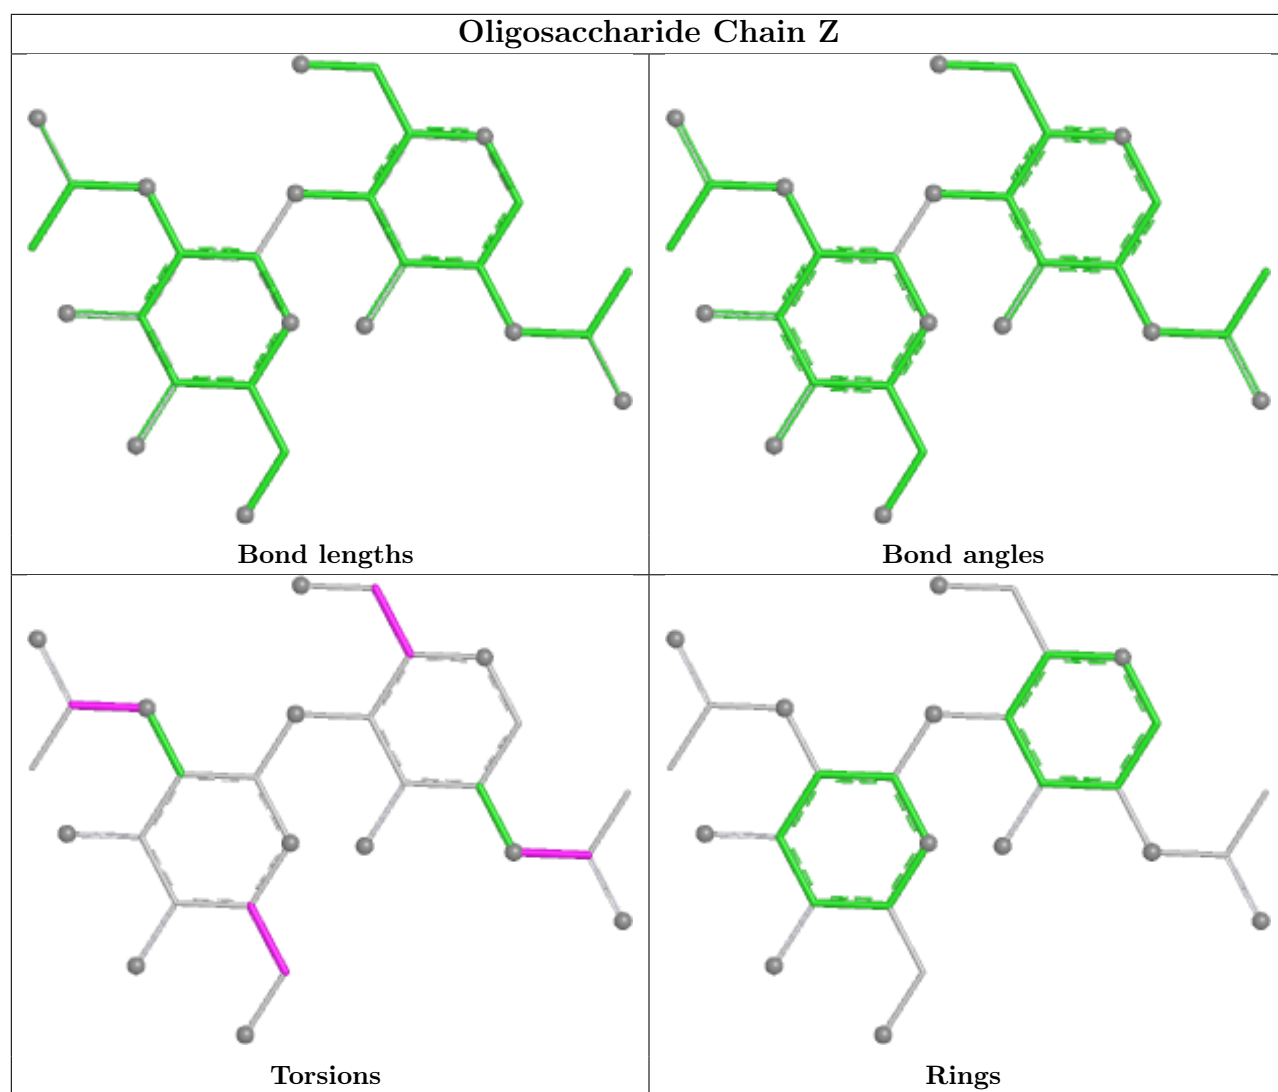 Oligosaccharide Chain Z
Bond lengths
Bond angles
Torsions
Rings